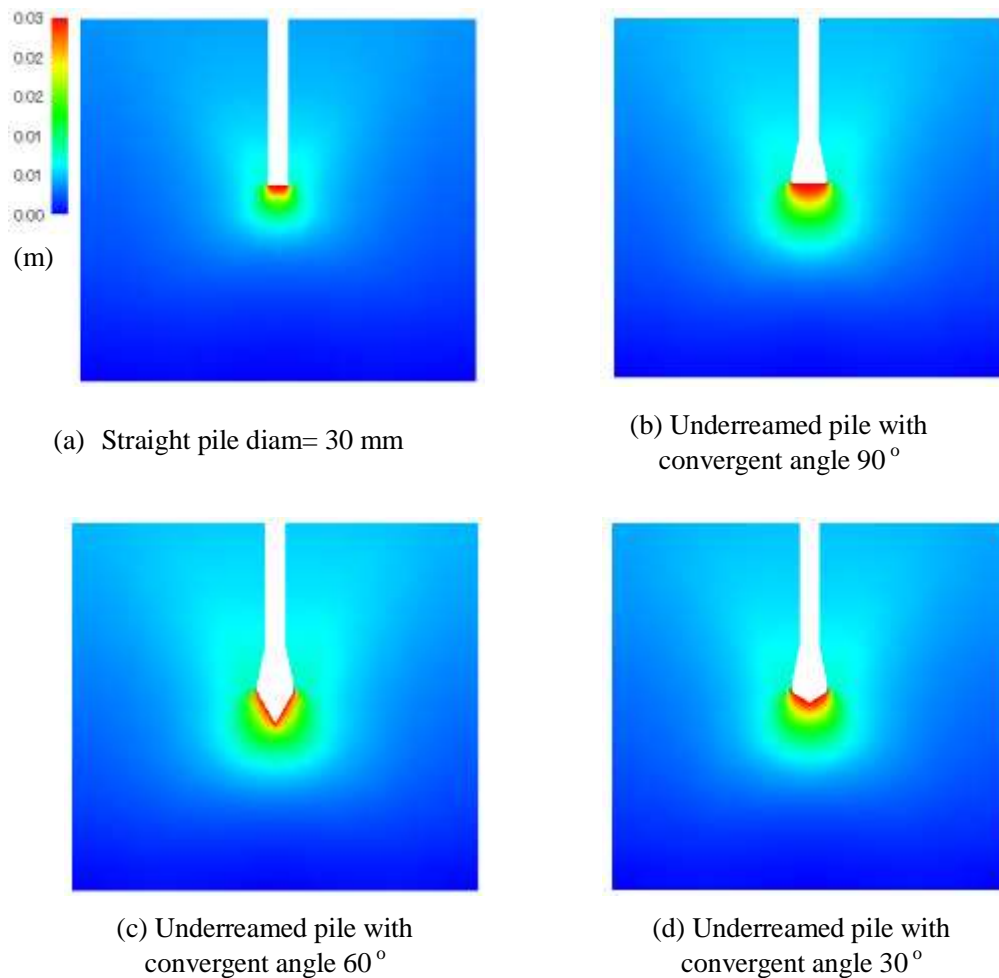 0.03
0.02
0.02
0.01
0.01
0.00
(m)
(a) Straight pile diam= 30 mm
(b) Underreamed pile with
convergent angle 90 o
(c) Underreamed pile with
convergent angle 60 o
(d) Underreamed pile with
convergent angle 30 o